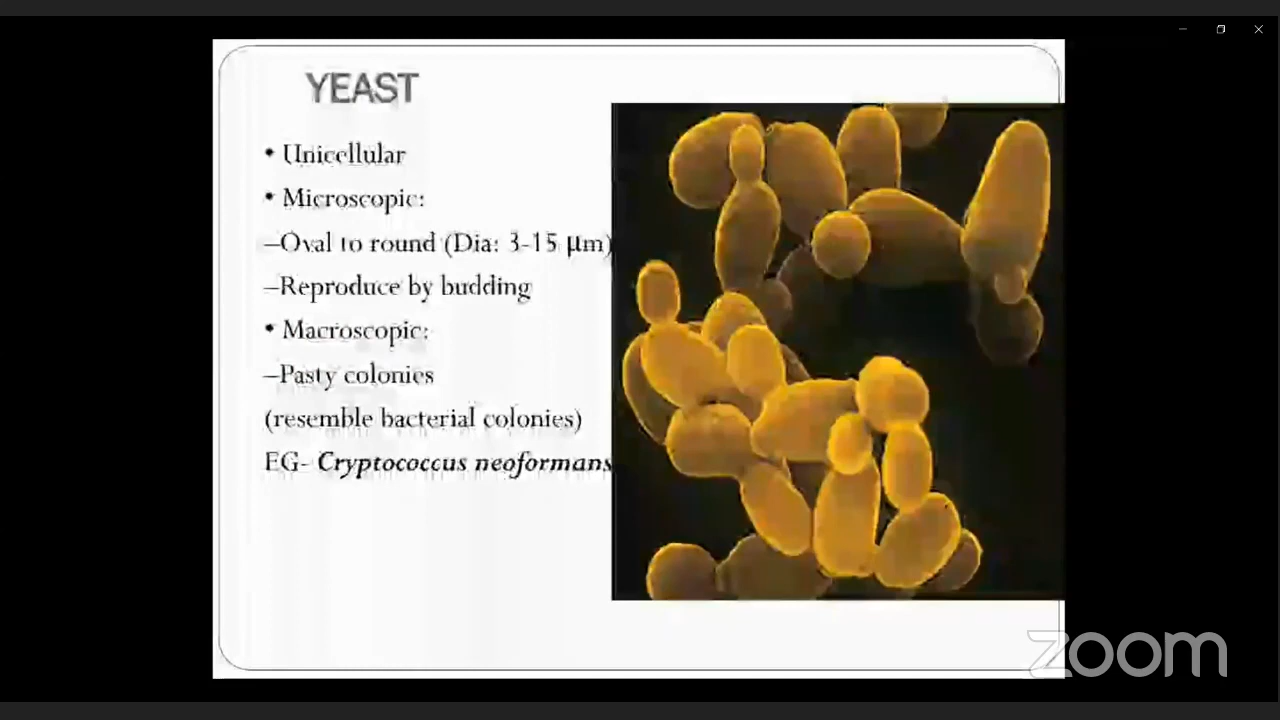 YEAST
• Unicellular
• Microscopic:
–Oval to round (Dia: 3-15 μm)
–Reproduce by budding
• Macroscopic:
–Pasty colonies
(resemble bacterial colonies)
EG- Cryptococcus neoformans
zoom